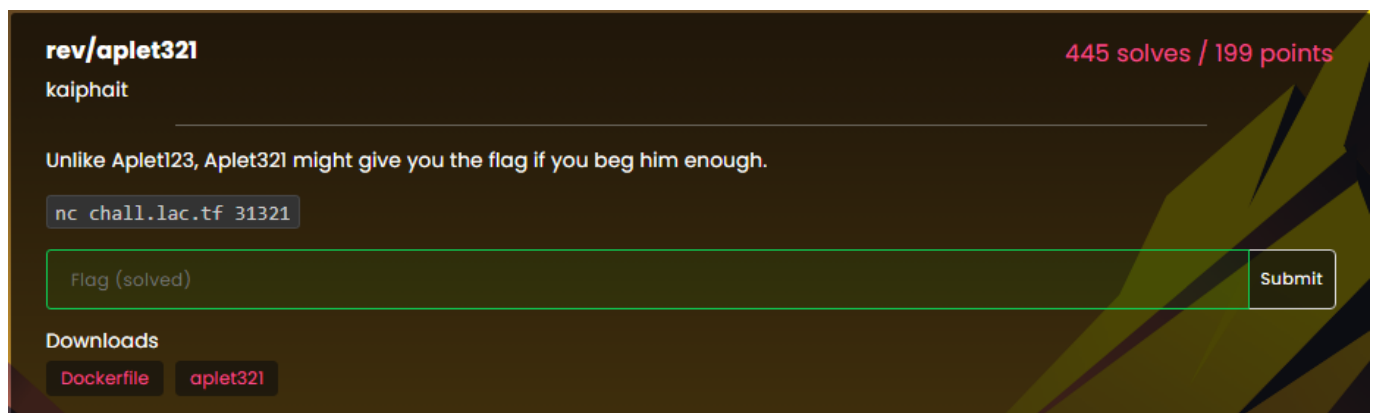 rev/aplet321
445 solves / 199 points
kaiphait
Unlike Aplet123, Aplet321 might give you the flag if you beg him enough.
nc chall.lac.tf 31321
Flag (solved)
Submit
Downloads
Dockerfile
aplet321